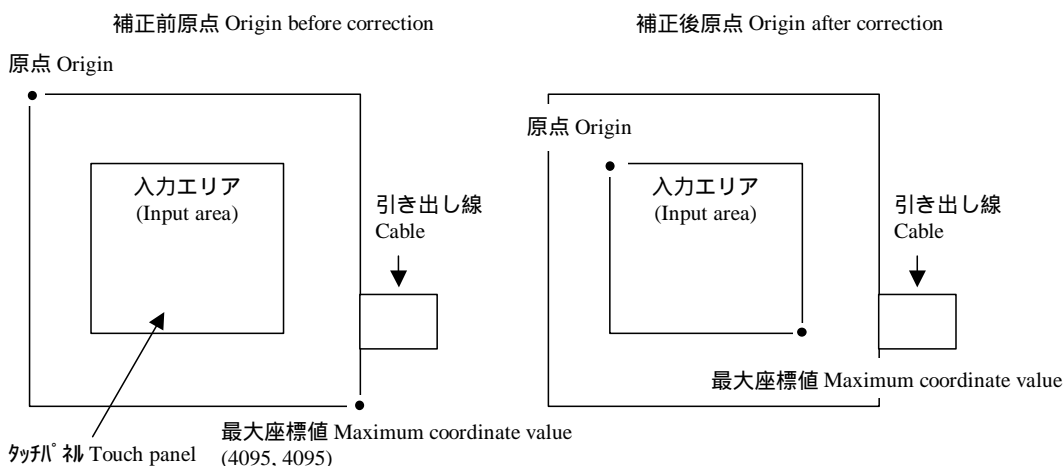 補正前原点 Origin before correction
原点 Origin
入力エリア
(Input area)
引き出し線
Cable
ﾀｯﾁﾊﾟﾈﾙ Touch panel
最大座標値 Maximum coordinate value
(4095, 4095)
補正後原点 Origin after correction
原点 Origin
入力エリア
(Input area)
引き出し線
Cable
最大座標値 Maximum coordinate value